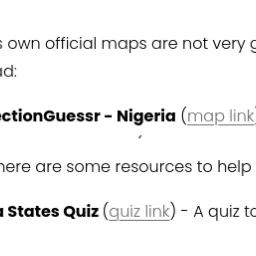 s own official maps are not very g
ad:
ectionGuessr - Nigeria (map link)
here are some resources to help
a States Quiz (quiz link) - A quiz to